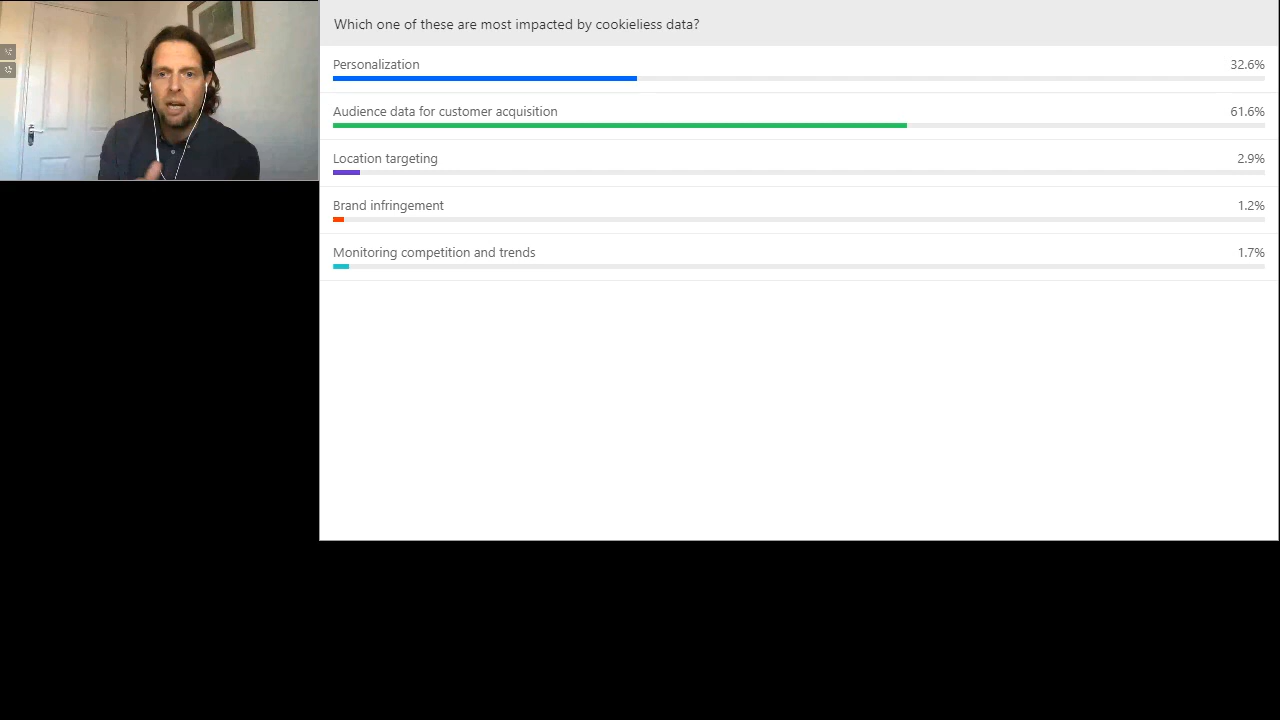 Which one of these are most impacted by cookieliess data?
Personalization 32.6%
Audience data for customer acquisition 61.6%
Location targeting 2.9%
Brand infringement 1.2%
Monitoring competition and trends 1.7%